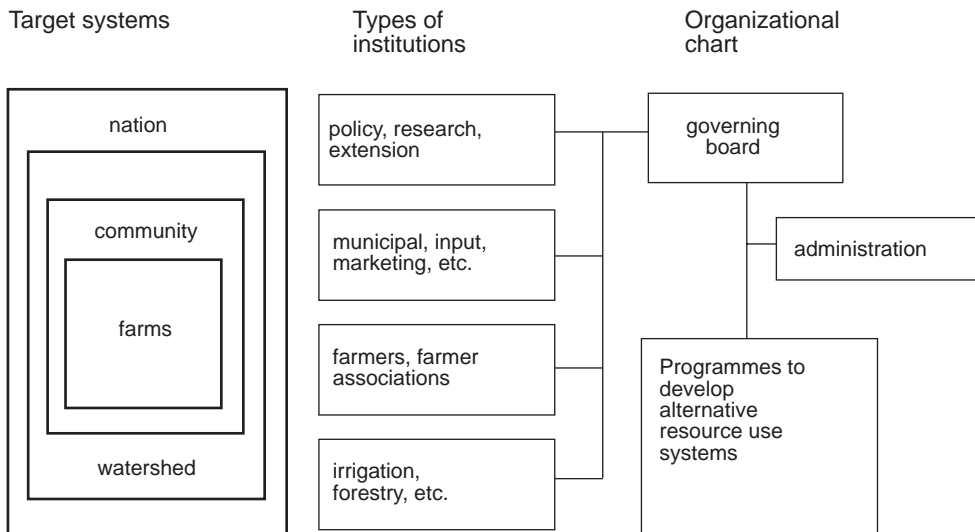 Target systems
Types of
institutions
Organizational
chart
nation
community
farms
watershed
policy, research,
extension
municipal, input,
marketing, etc.
farmers, farmer
associations
irrigation,
forestry, etc.
governing
board
administration
Programmes to
develop
alternative
resource use
systems